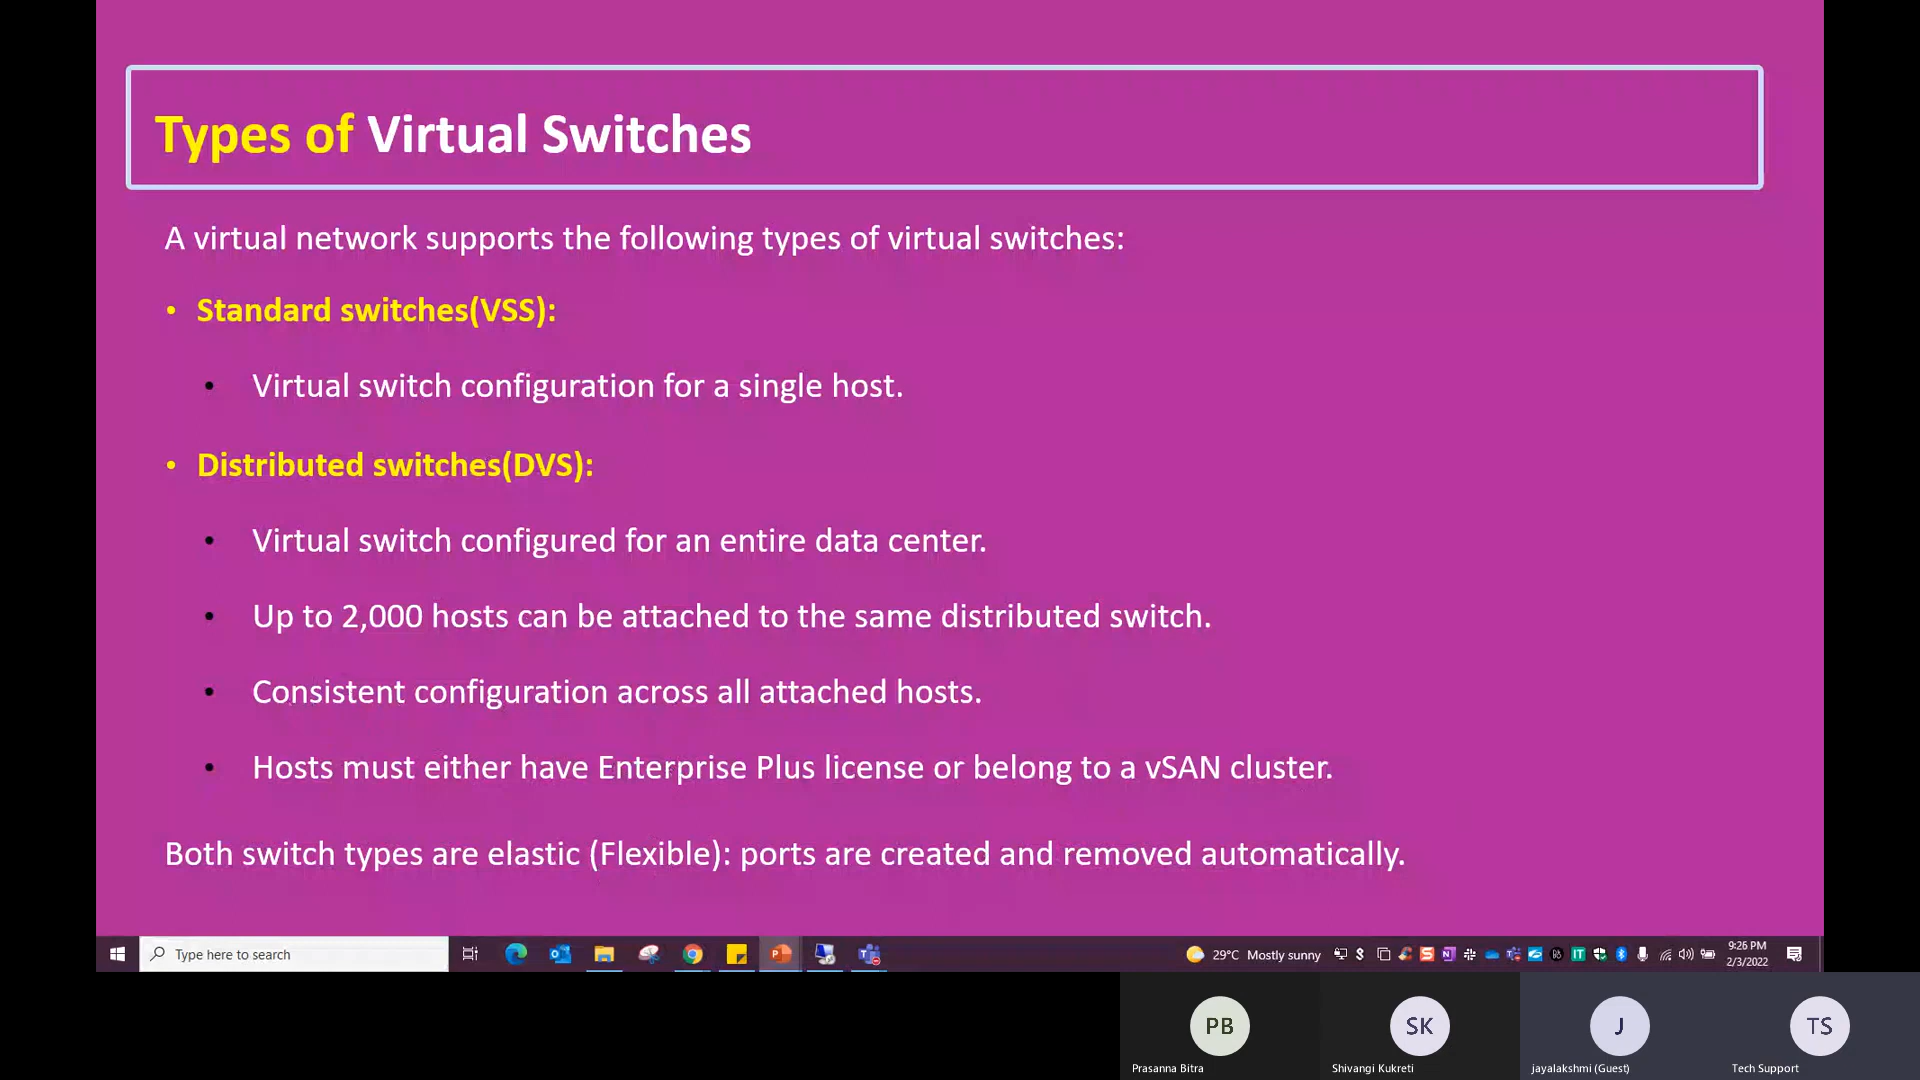 Types of Virtual Switches
A virtual network supports the following types of virtual switches:
• Standard switches(VSS):
• Virtual switch configuration for a single host.
• Distributed switches(DVS):
• Virtual switch configured for an entire data center.
• Up to 2,000 hosts can be attached to the same distributed switch.
• Consistent configuration across all attached hosts.
• Hosts must either have Enterprise Plus license or belong to a vSAN cluster.
Both switch types are elastic (Flexible): ports are created and removed automatically.
Type here to search
29°C Mostly sunny
9:26 PM
2/3/2022
PB
SK
J
TS
Prasanna Bitra
Shivangi Kukreti
jayalakshmi (Guest)
Tech Support